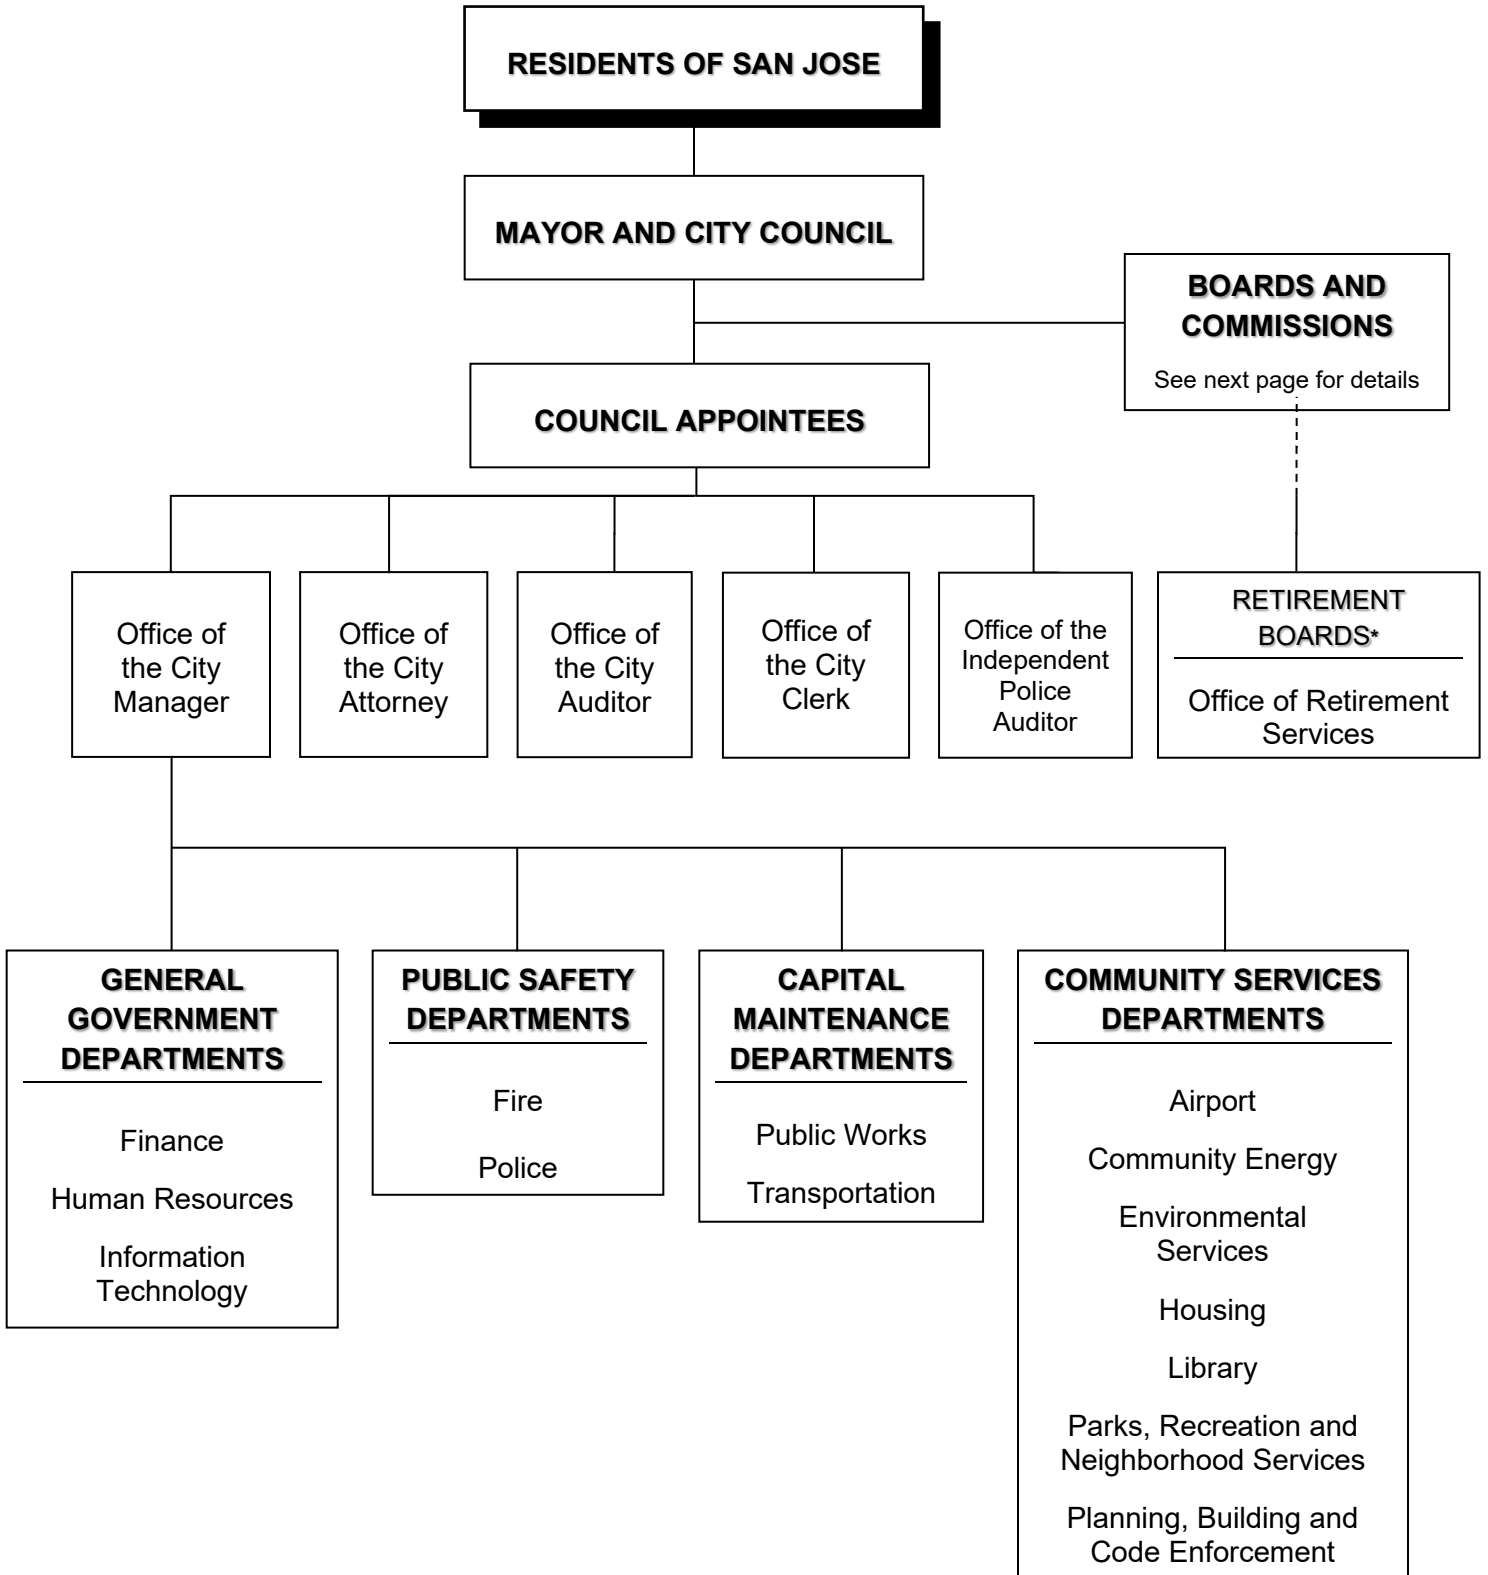 RESIDENTS OF SAN JOSE
MAYOR AND CITY COUNCIL
BOARDS AND
COMMISSIONS
See next page for details
COUNCIL APPOINTEES
Office of
the City
Manager
Office of
the City
Attorney
Office of
the City
Auditor
Office of
the City
Clerk
Office of the
Independent
Police
Auditor
RETIREMENT
BOARDS*
Office of Retirement
Services
GENERAL
GOVERNMENT
DEPARTMENTS
Finance
Human Resources
Information
Technology
PUBLIC SAFETY
DEPARTMENTS
Fire
Police
CAPITAL
MAINTENANCE
DEPARTMENTS
Public Works
Transportation
COMMUNITY SERVICES
DEPARTMENTS
Airport
Community Energy
Environmental
Services
Housing
Library
Parks, Recreation and
Neighborhood Services
Planning, Building and
Code Enforcement